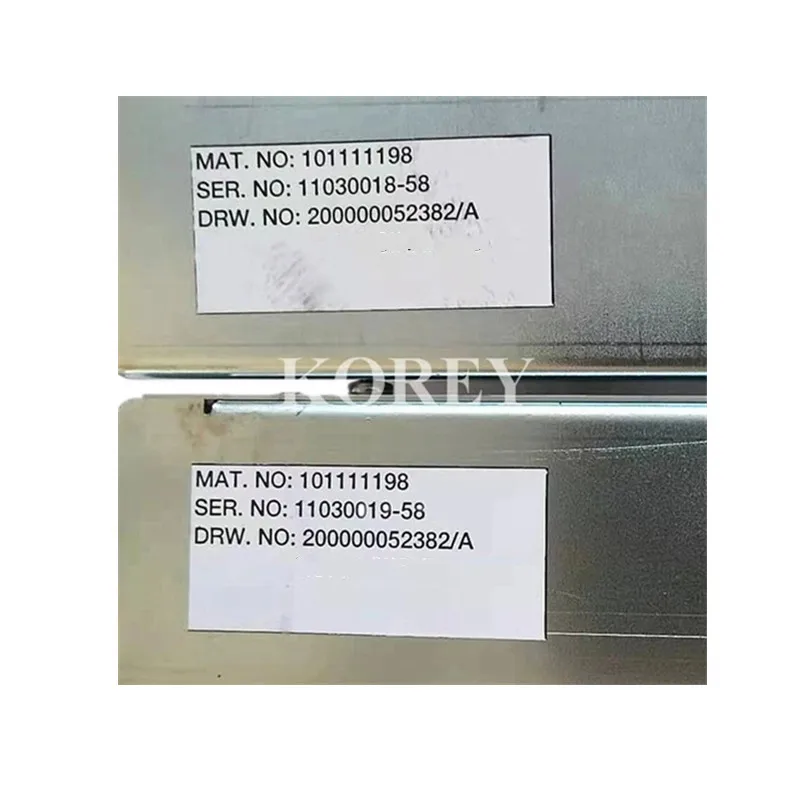 MAT. NO: 101111198
SER. NO: 11030018-58
DRW. NO: 200000052382/A
KOREY
MAT. NO: 101111198
SER. NO: 11030019-58
DRW. NO: 200000052382/A